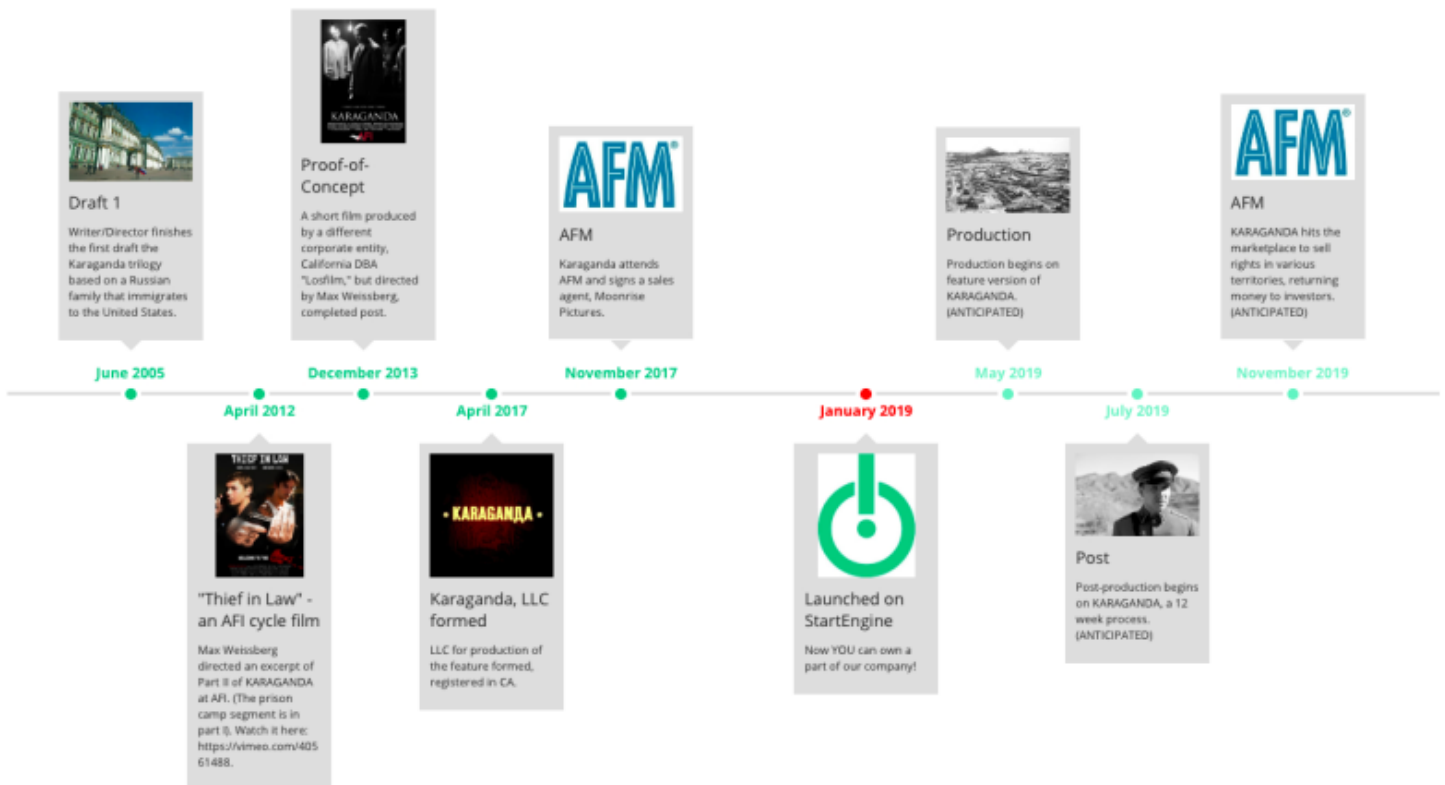 KARAGANDA
AFI
Draft 1
Writer/Director finishes
the first draft the
Karaganda trilogy
based on a Russian
family that immigrates
to the United States.
June 2005
THIEF IN LAW
"Thief in Law" -
an AFI cycle film
Max Weissberg
directed an excerpt of
Part II of KARAGANDA
at AFI. (The prison
camp segment is in
part I). Watch it here:
https://vimeo.com/405
61488.
April 2012
Proof-of-
Concept
A short film produced
by a different
corporate entity,
California DBA
"Losfilm," but directed
by Max Weissberg,
completed post.
December 2013
April 2017
KARAGAНДA
Karaganda, LLC
formed
LLC for production of
the feature formed,
registered in CA.
AFM®
AFM
Karaganda attends
AFM and signs a sales
agent, Moonrise
Pictures.
November 2017
January 2019
Launched on
StartEngine
Now YOU can own a
part of our company!
Production
Production begins on
feature version of
KARAGANDA.
(ANTICIPATED)
May 2019
July 2019
Post
Post-production begins
on KARAGANDA, a 12
week process.
(ANTICIPATED)
AFM®
AFM
KARAGANDA hits the
marketplace to sell
rights in various
territories, returning
money to investors.
(ANTICIPATED)
November 2019